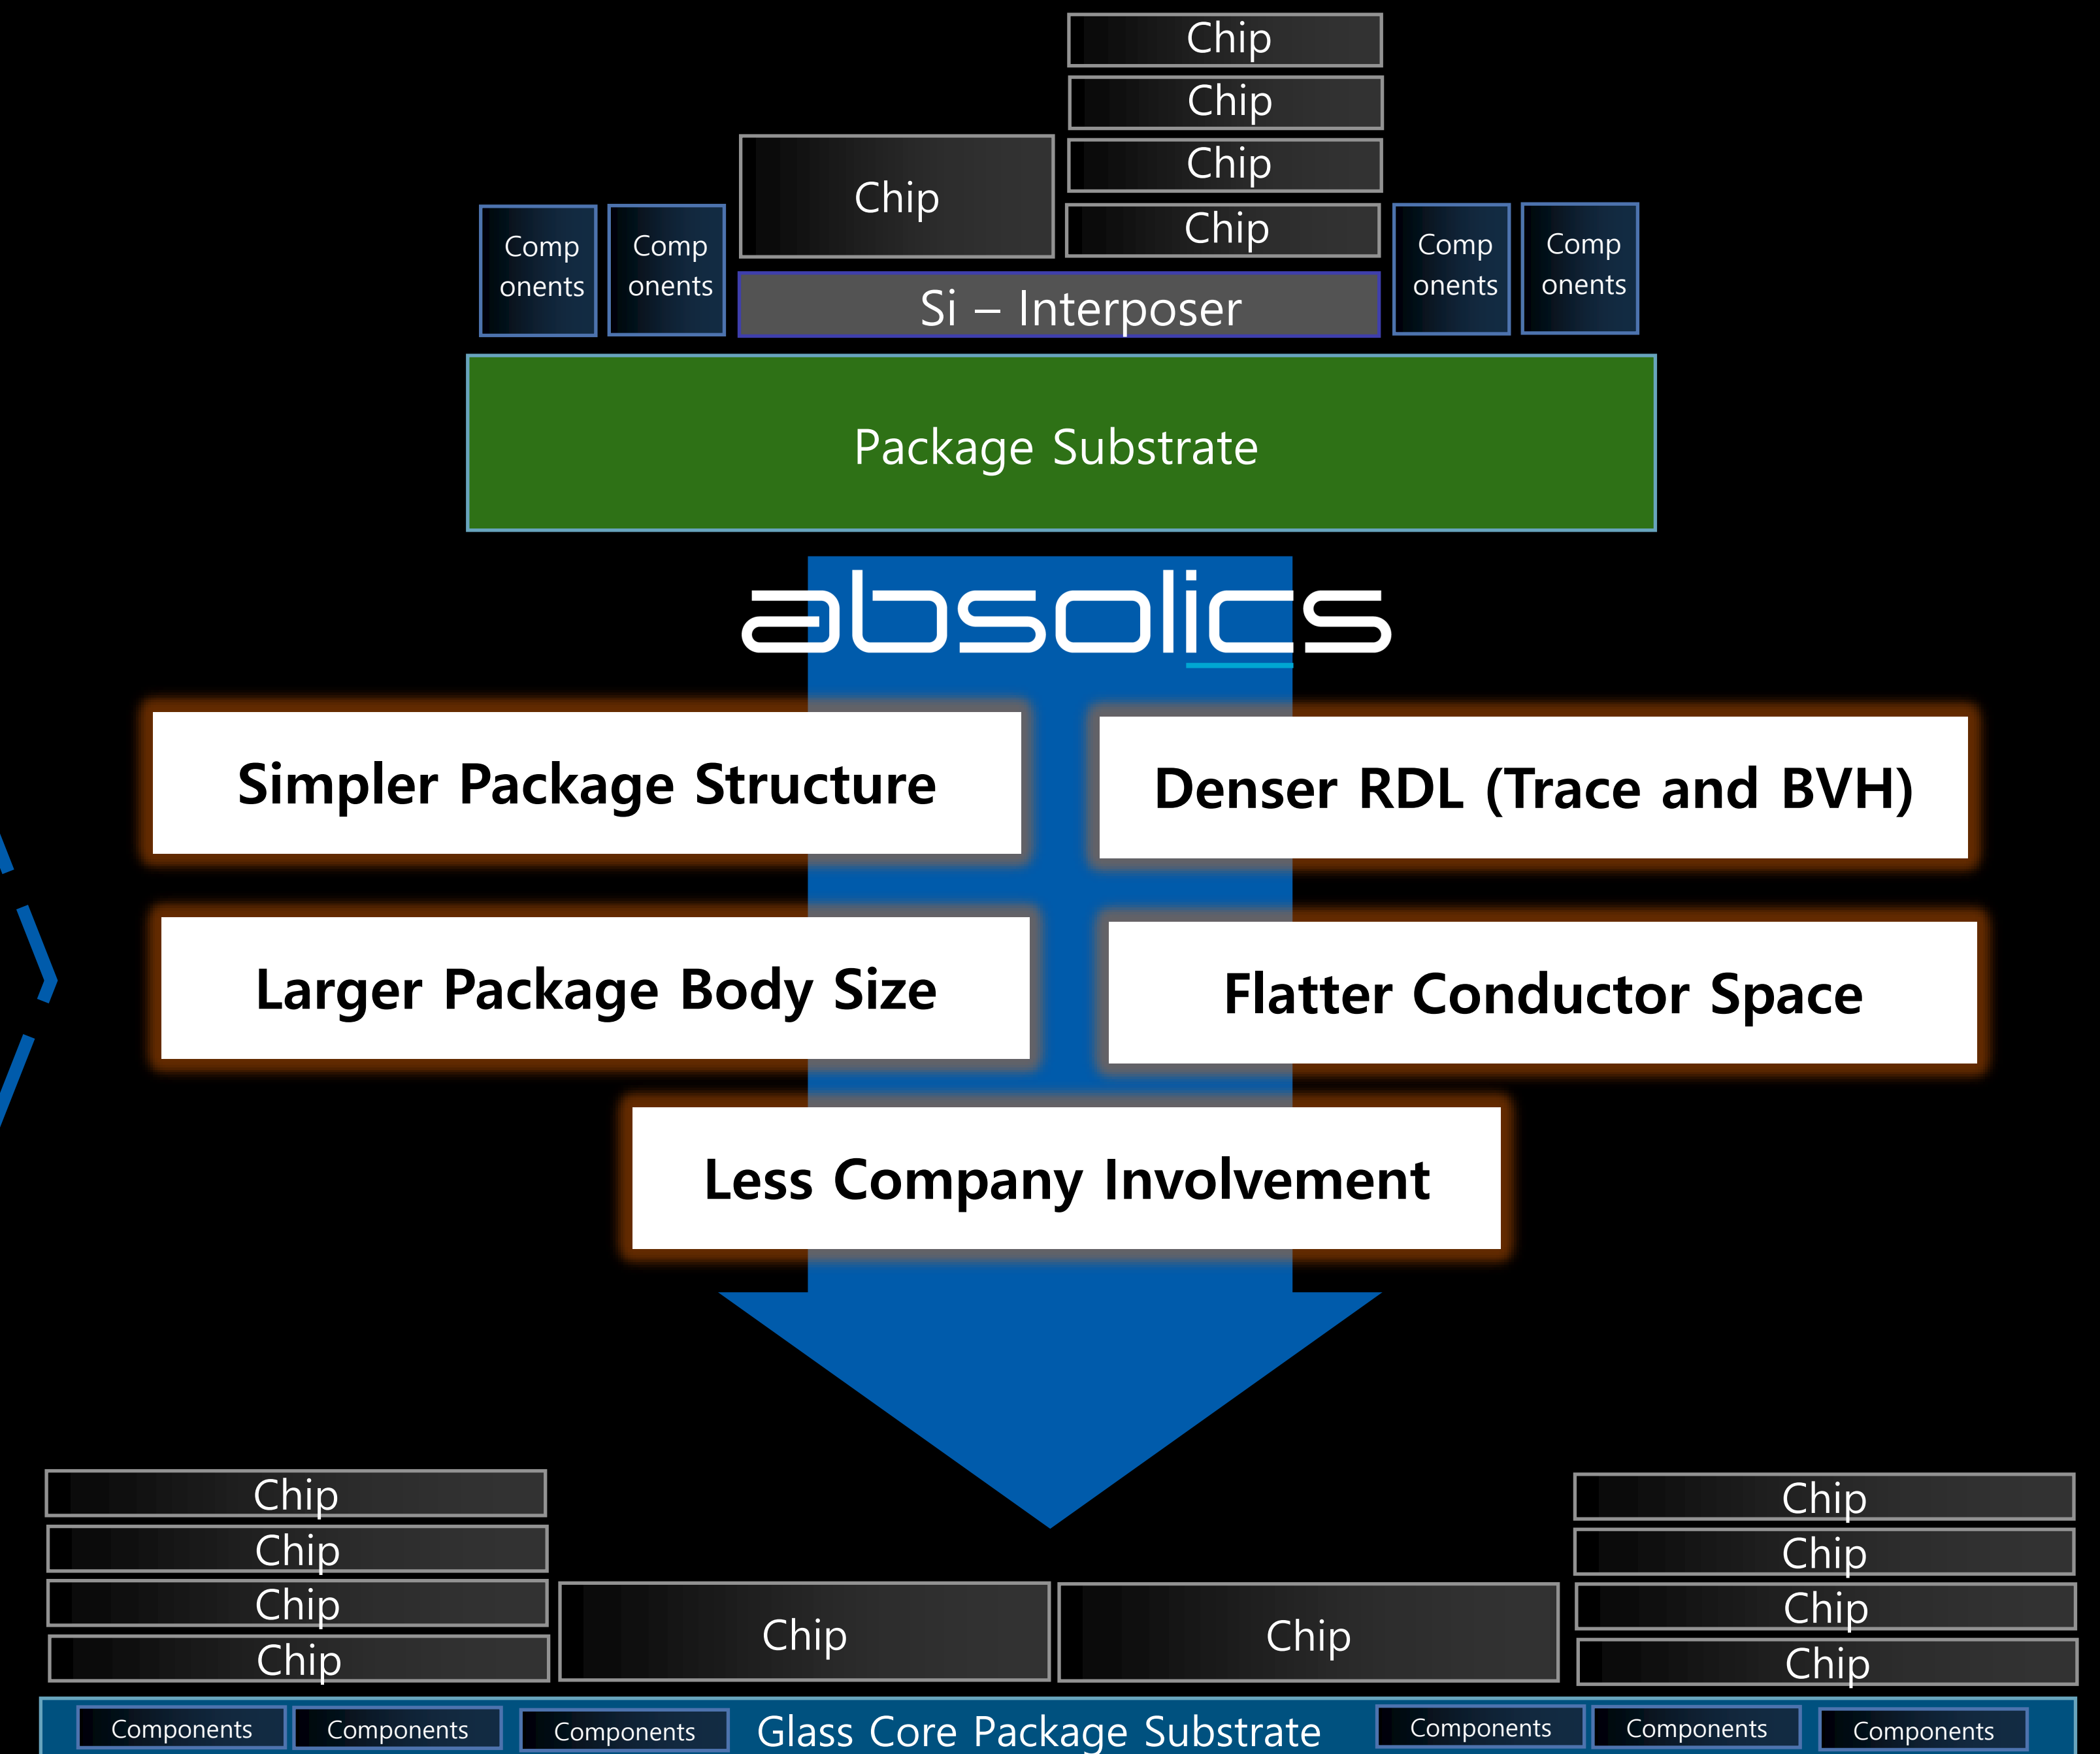 Chip
Chip
Chip
Chip
Chip
Comp
onents
Comp
onents
Comp
onents
Comp
onents
Si – Interposer
Package Substrate
absolics
Simpler Package Structure
Denser RDL (Trace and BVH)
Larger Package Body Size
Flatter Conductor Space
Less Company Involvement
Chip
Chip
Chip
Chip
Chip
Chip
Chip
Chip
Chip
Chip
Components
Components
Components
Glass Core Package Substrate
Components
Components
Components